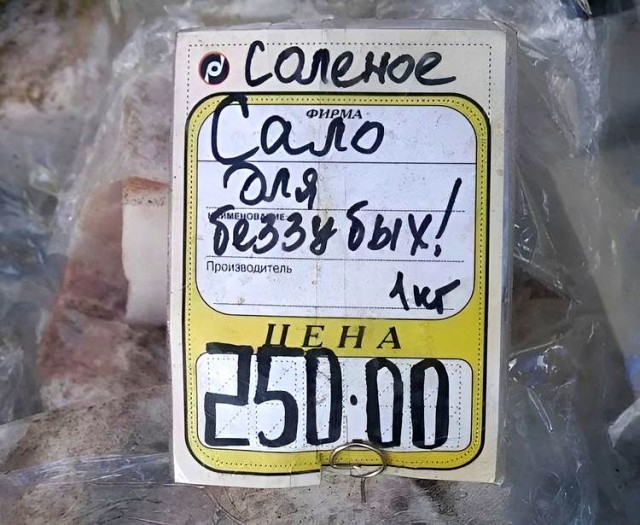 Соленое
ФИРМА
Сало
для
НАИМЕНОВАНИЕ
беззубых!
Производитель
1кг
ЦЕНА
250.00